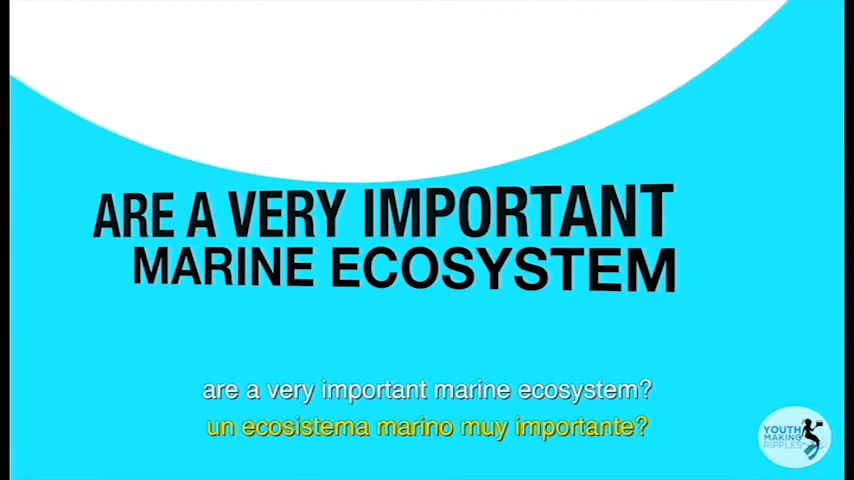 ARE A VERY IMPORTANT
MARINE ECOSYSTEM
are a very important marine ecosystem?
un ecosistema marino muy importante?
YOUTH
MAKING
RiPPLES